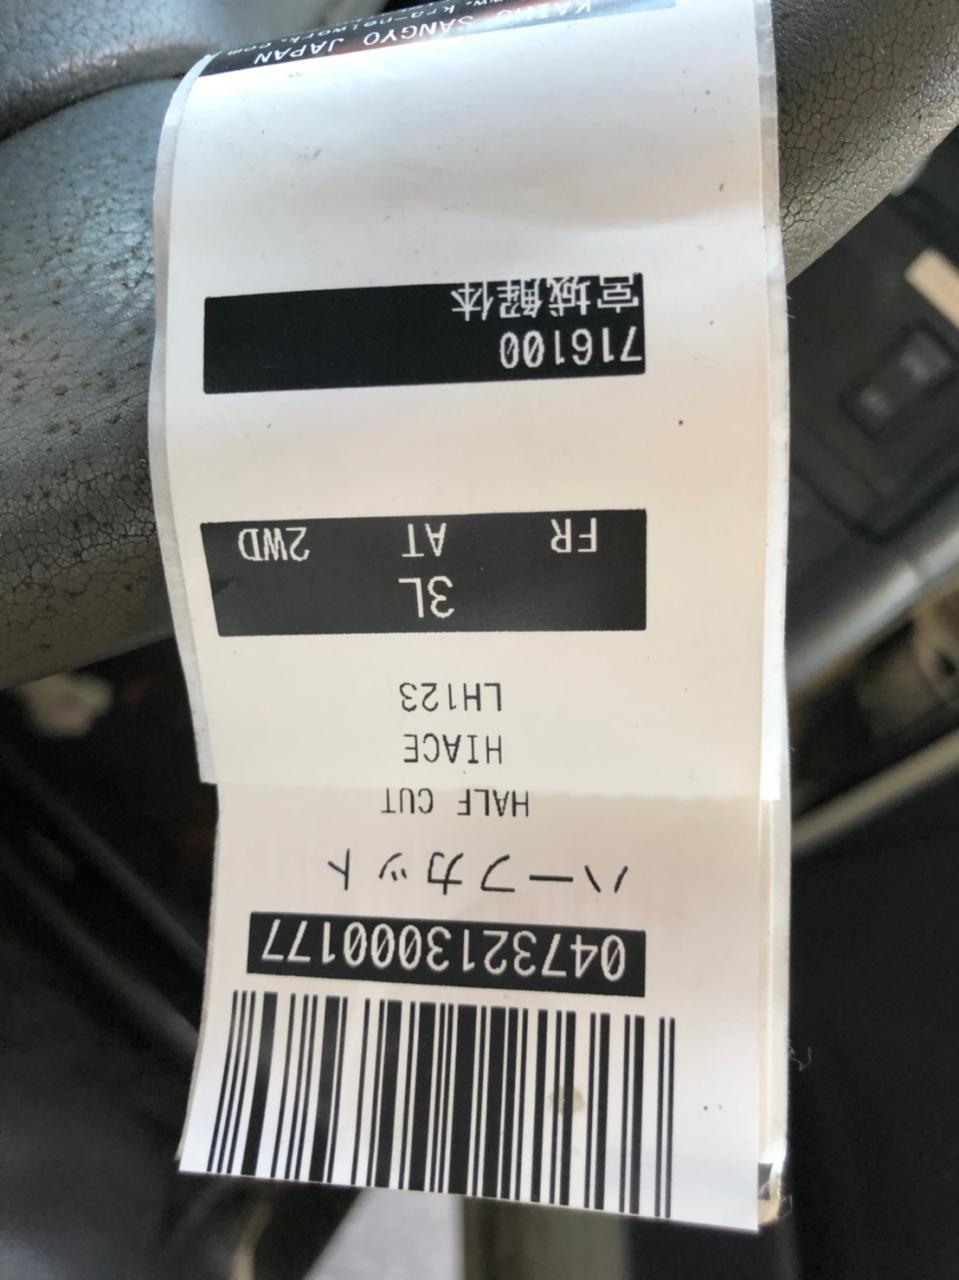 0473213000177
ハーフカット
HALF CUT
HIACE
LH123
3L
FR AT 2WD
716100
宮城解体
KAIHO SANGYO JAPAN